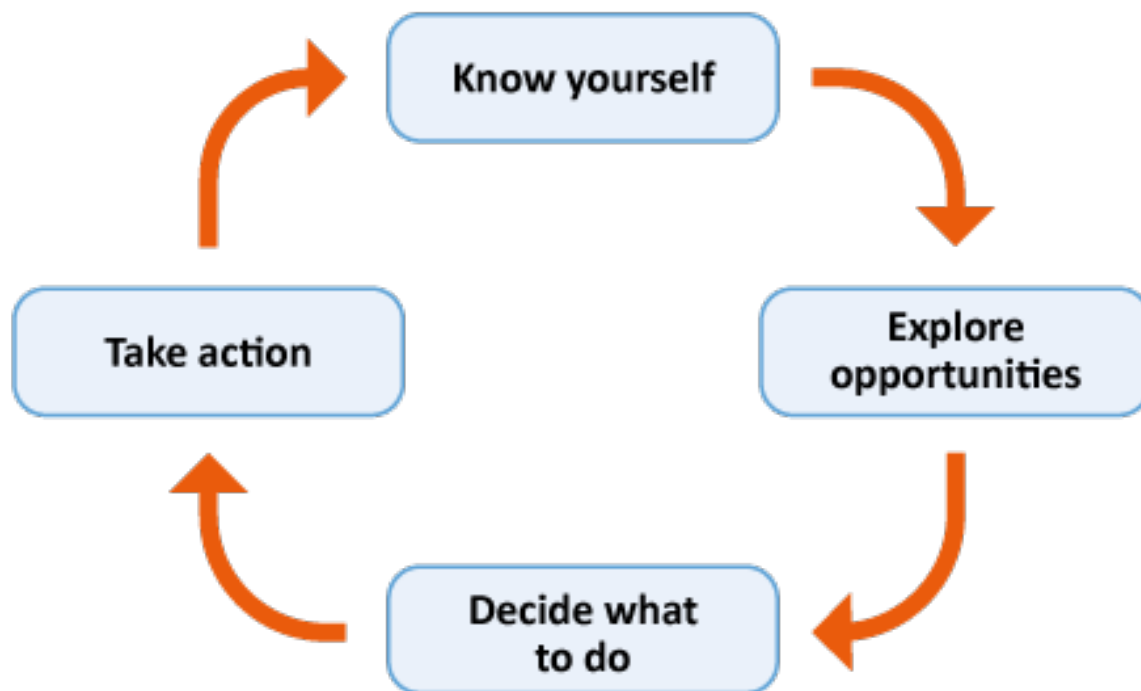 Know yourself
Explore
opportunities
Decide what
to do
Take action